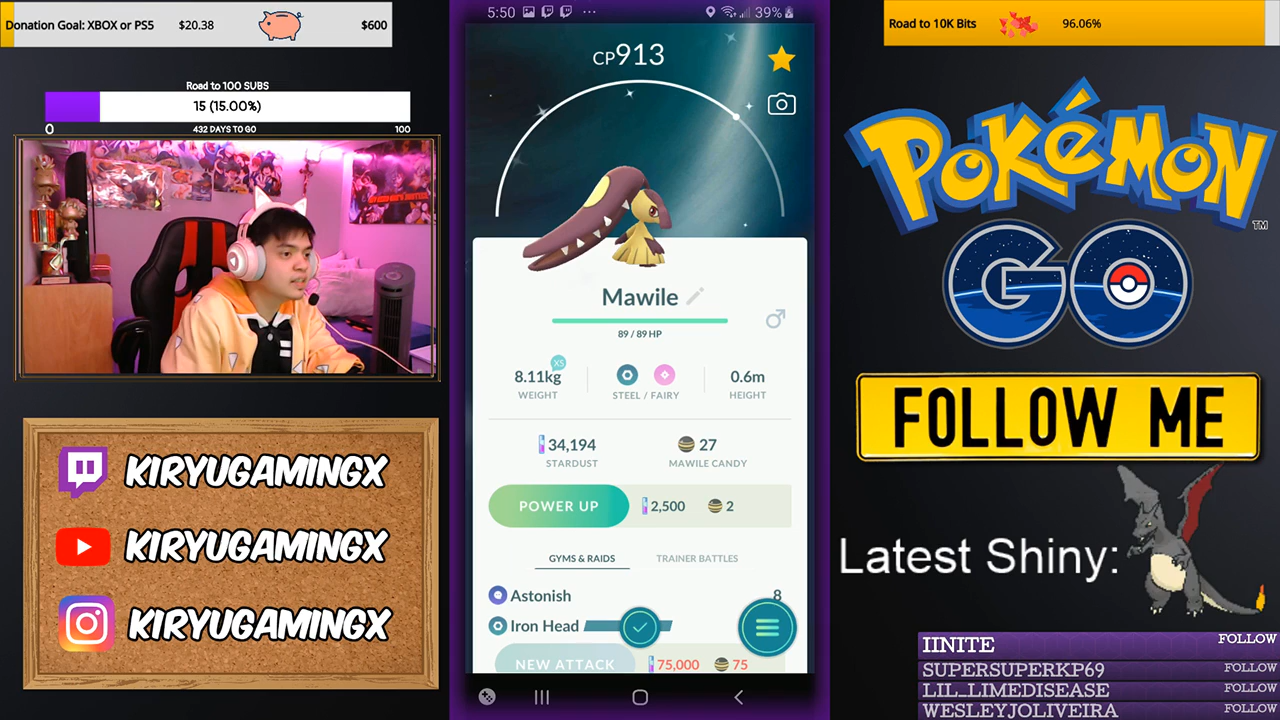 Donation Goal: XBOX or PS5 $20.38 $600
Road to 100 SUBS
15 (15.00%)
0 432 DAYS TO GO 100
KIRYUGAMINGX
KIRYUGAMINGX
KIRYUGAMINGX
5:50 39%
CP913
Mawile
89 / 89 HP
XS
8.11kg 0.6m
WEIGHT STEEL / FAIRY HEIGHT
34,194 27
STARDUST MAWILE CANDY
POWER UP 2,500 2
GYMS & RAIDS TRAINER BATTLES
Astonish 8
Iron Head
NEW ATTACK 75,000 75
Road to 10K Bits 96.06%
POKéMON TM
GO
FOLLOW ME
Latest Shiny:
IINITE FOLLOW
SUPERSUPERKP69 FOLLOW
LIL_LIMEDISEASE FOLLOW
WESLEYJOLIVEIRA FOLLOW